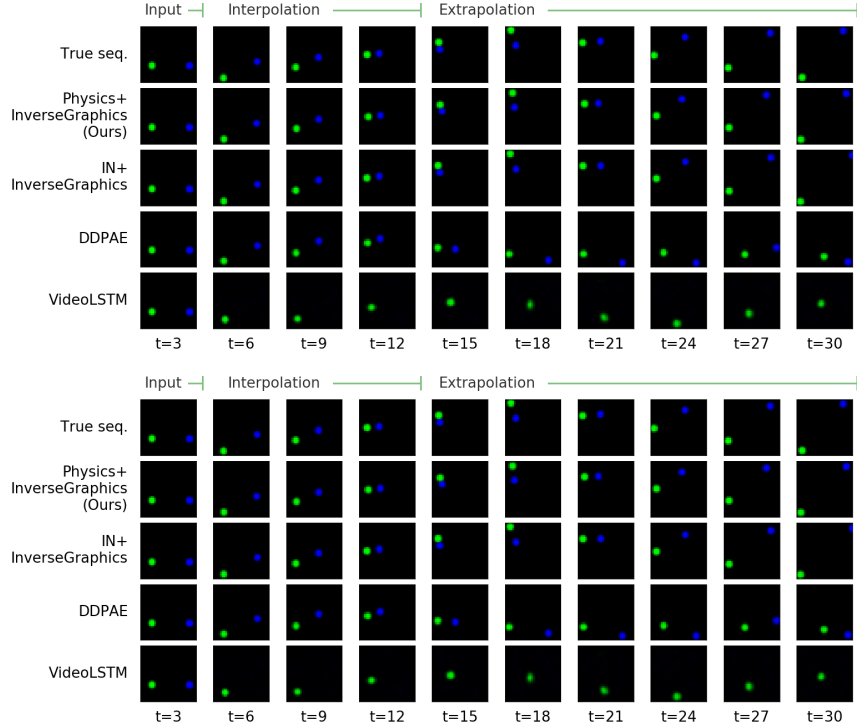 Input Interpolation Extrapolation
True seq.
Physics+
InverseGraphics
(Ours)
IN+
InverseGraphics
DDPAE
VideoLSTM
t=3 t=6 t=9 t=12 t=15 t=18 t=21 t=24 t=27 t=30
Input Interpolation Extrapolation
True seq.
Physics+
InverseGraphics
(Ours)
IN+
InverseGraphics
DDPAE
VideoLSTM
t=3 t=6 t=9 t=12 t=15 t=18 t=21 t=24 t=27 t=30